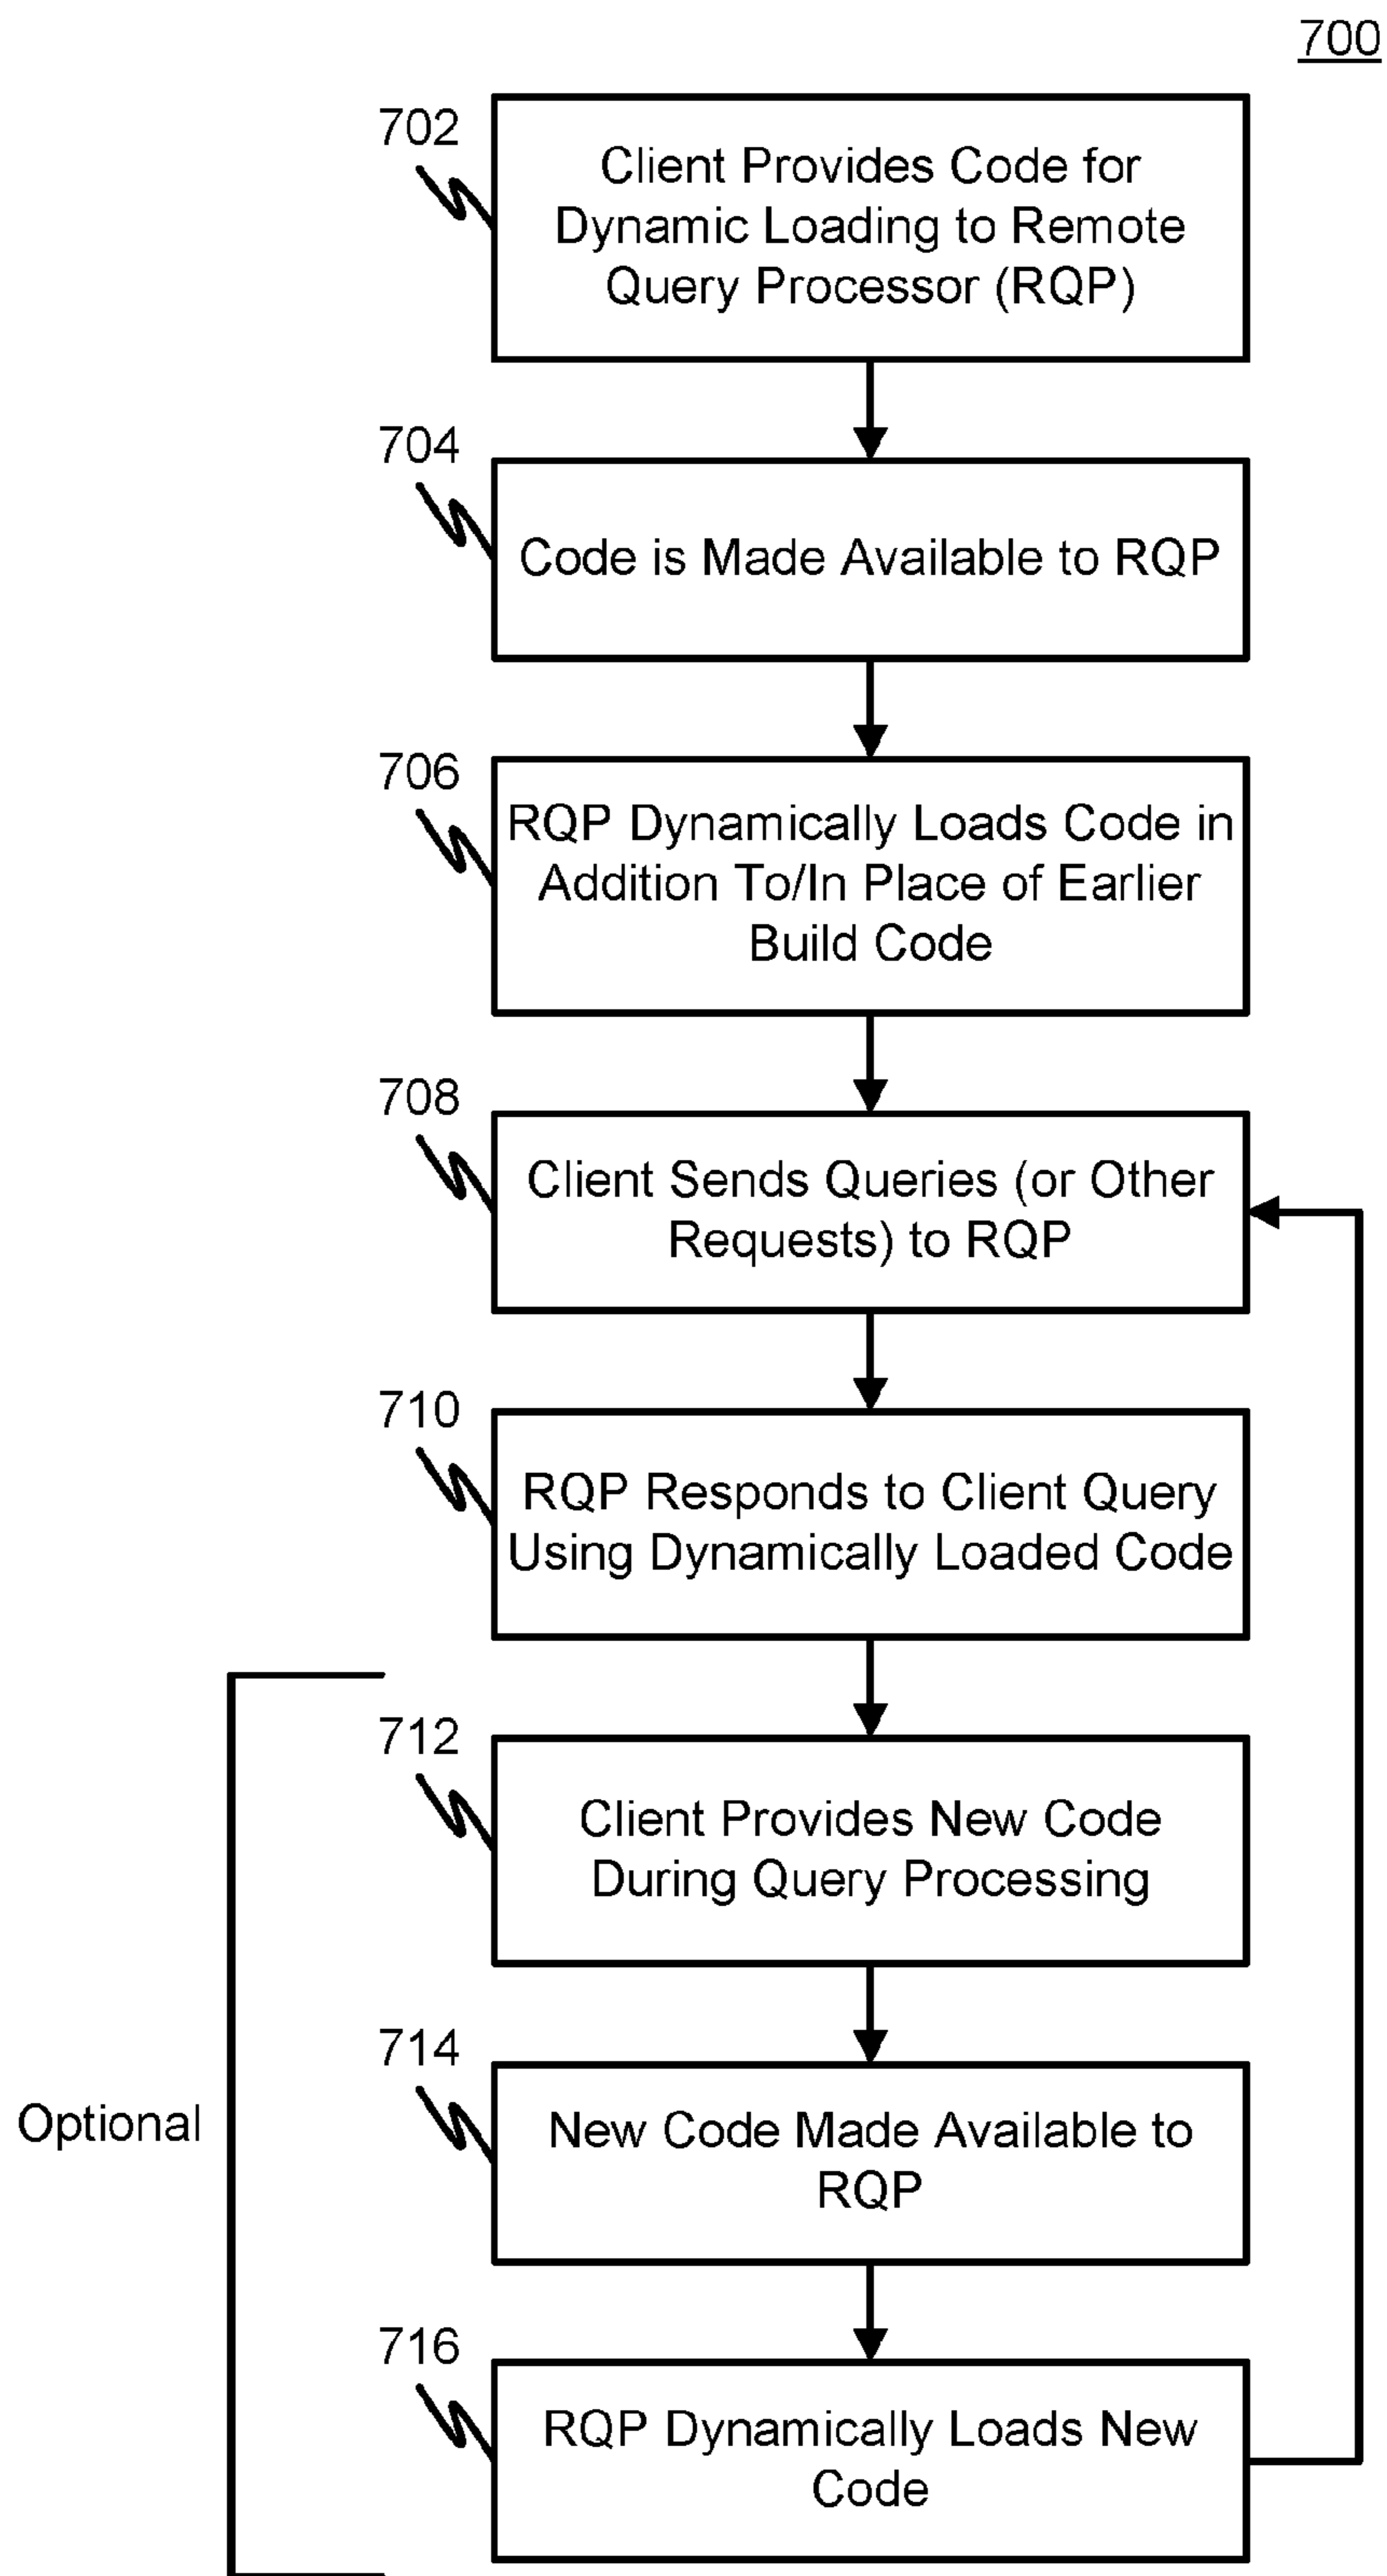 700
702
Client Provides Code for
Dynamic Loading to Remote
Query Processor (RQP)
704
Code is Made Available to RQP
706
RQP Dynamically Loads Code in
Addition To/In Place of Earlier
Build Code
708
Client Sends Queries (or Other
Requests) to RQP
710
RQP Responds to Client Query
Using Dynamically Loaded Code
712
Client Provides New Code
During Query Processing
714
New Code Made Available to
RQP
Optional
716
RQP Dynamically Loads New
Code